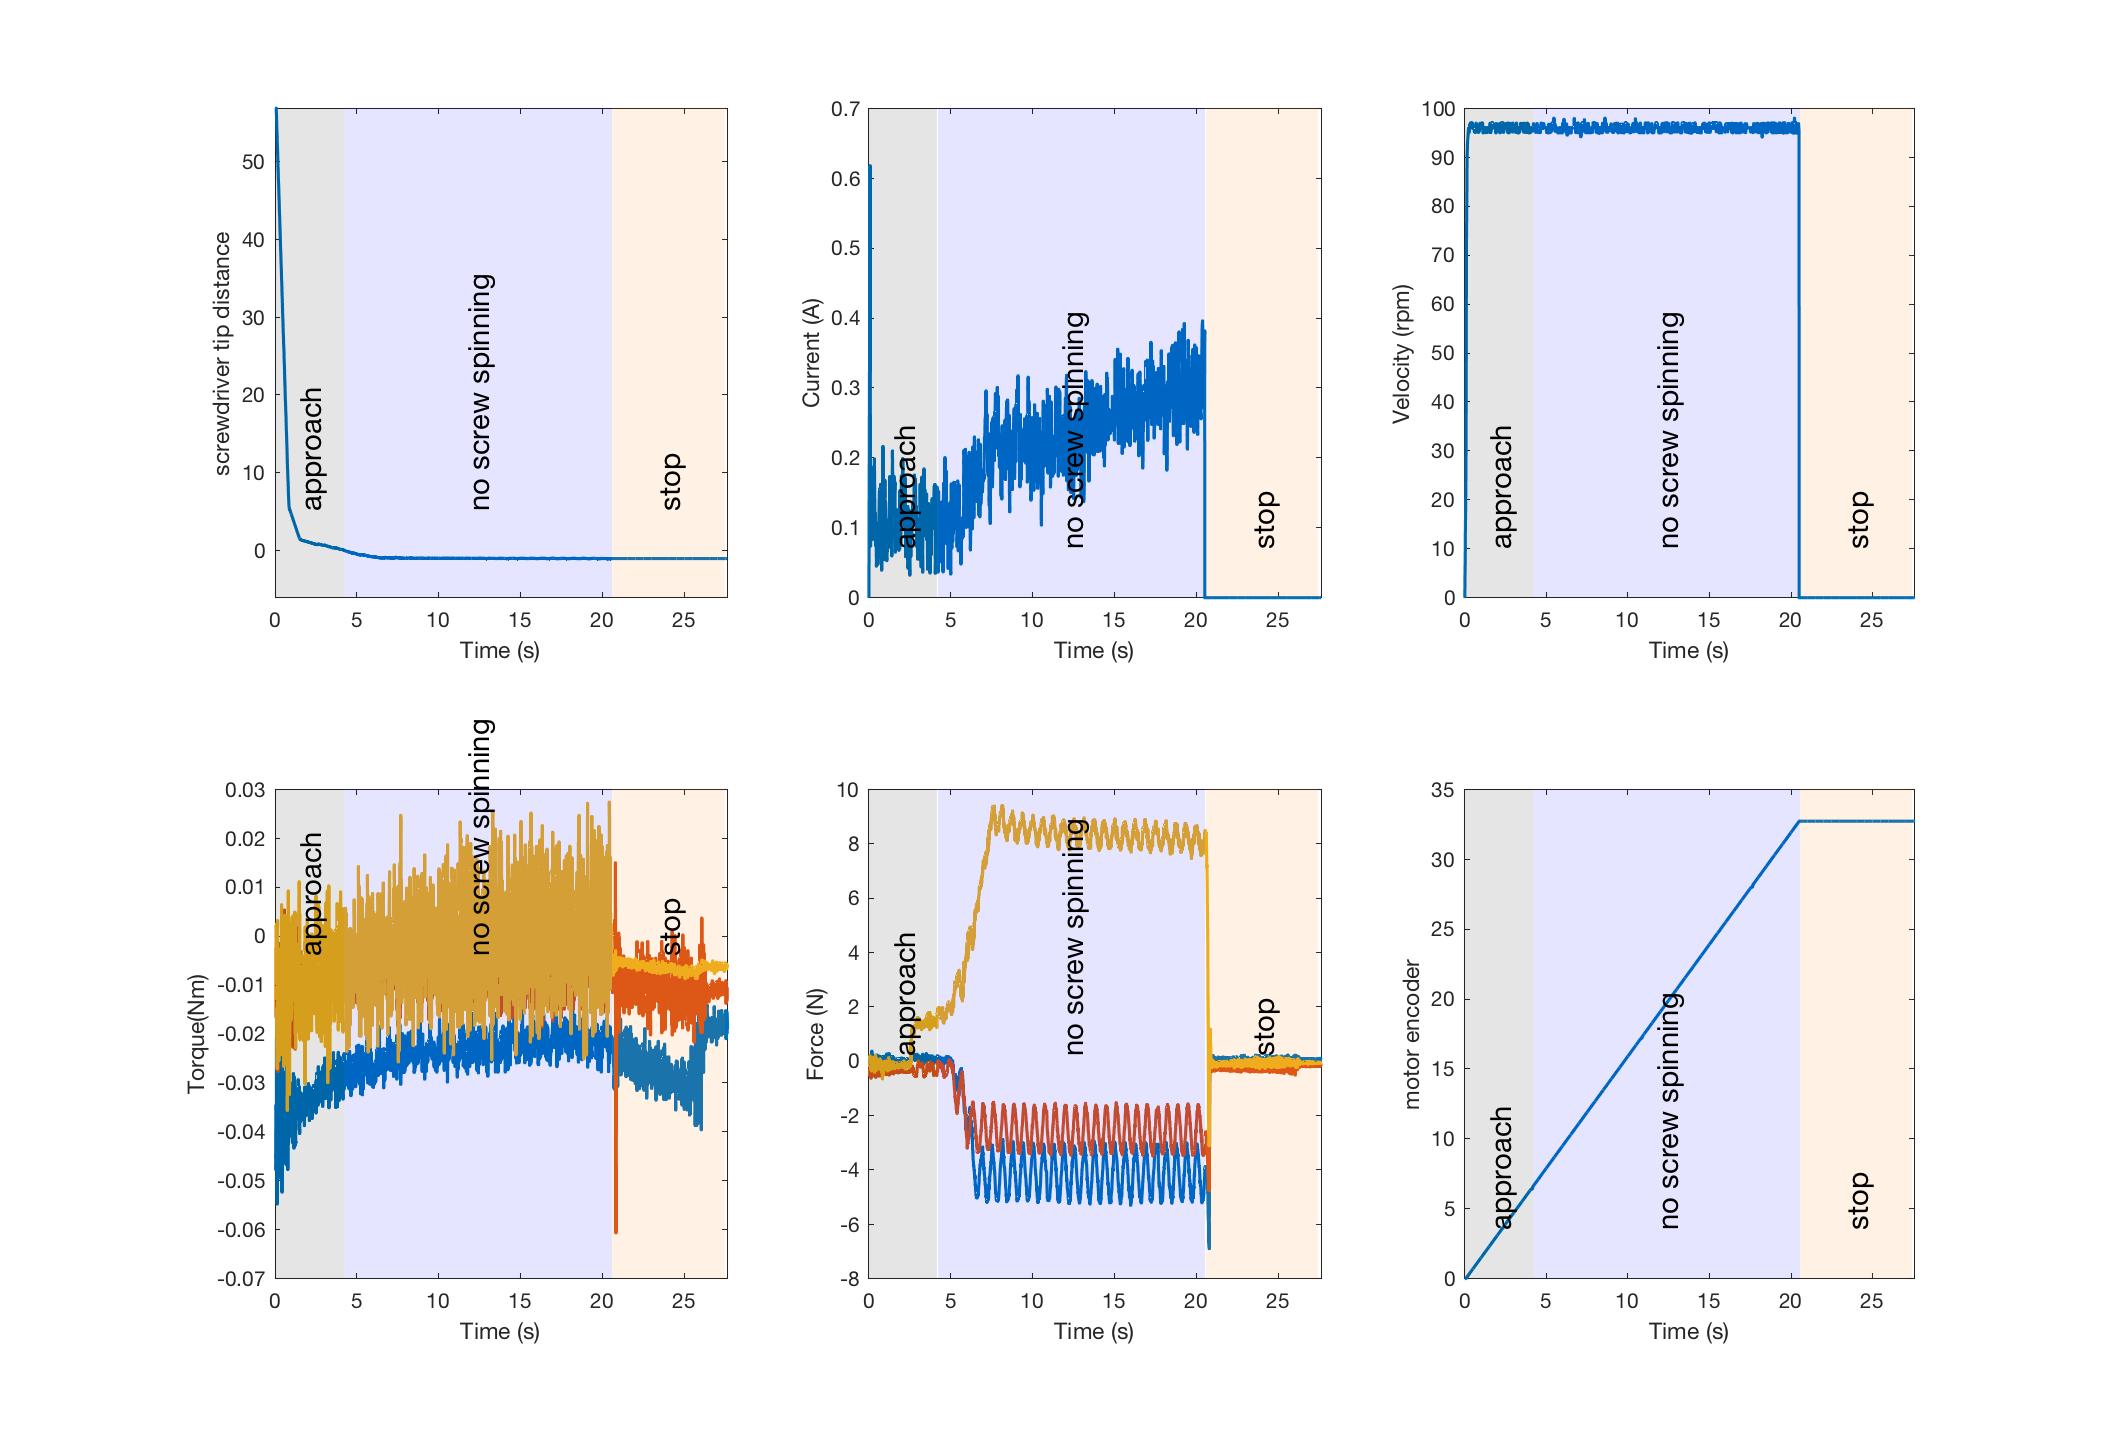 50
40
30
20
10
0
screwdriver tip distance
approach
no screw spinning
stop
0 5 10 15 20 25
Time (s)
0.7
0.6
0.5
0.4
0.3
0.2
0.1
0
Current (A)
approach
no screw spinning
stop
0 5 10 15 20 25
Time (s)
100
90
80
70
60
50
40
30
20
10
0
Velocity (rpm)
approach
no screw spinning
stop
0 5 10 15 20 25
Time (s)
0.03
0.02
0.01
0
-0.01
-0.02
-0.03
-0.04
-0.05
-0.06
-0.07
Torque(Nm)
approach
no screw spinning
stop
0 5 10 15 20 25
Time (s)
10
8
6
4
2
0
-2
-4
-6
-8
Force (N)
approach
no screw spinning
stop
0 5 10 15 20 25
Time (s)
35
30
25
20
15
10
5
0
motor encoder
approach
no screw spinning
stop
0 5 10 15 20 25
Time (s)